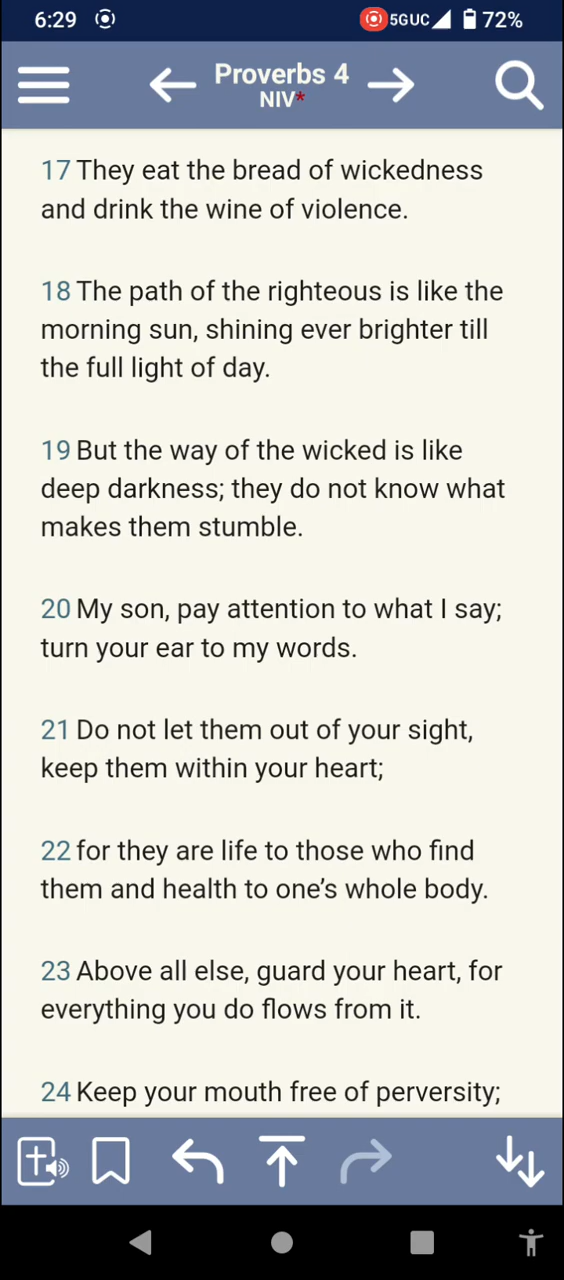 6:29 5GUC 72%
Proverbs 4
NIV*
17 They eat the bread of wickedness
and drink the wine of violence.
18 The path of the righteous is like the
morning sun, shining ever brighter till
the full light of day.
19 But the way of the wicked is like
deep darkness; they do not know what
makes them stumble.
20 My son, pay attention to what I say;
turn your ear to my words.
21 Do not let them out of your sight,
keep them within your heart;
22 for they are life to those who find
them and health to one’s whole body.
23 Above all else, guard your heart, for
everything you do flows from it.
24 Keep your mouth free of perversity;